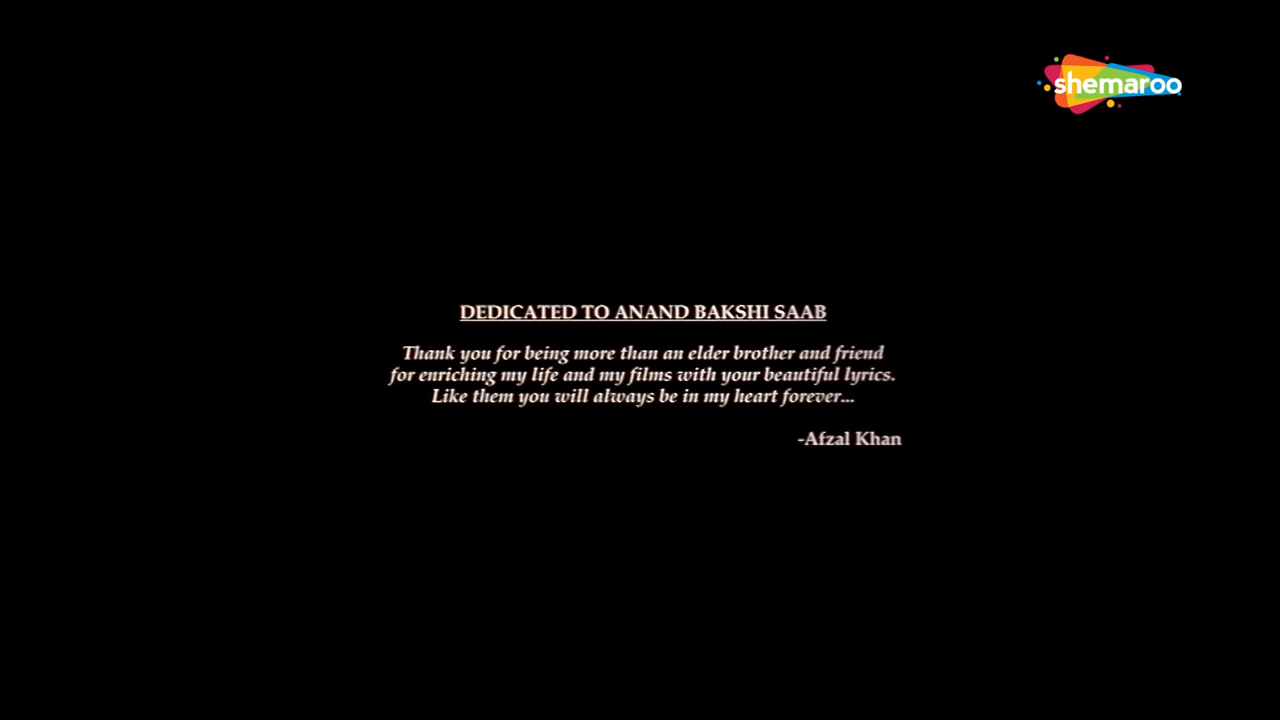 shemaroo
DEDICATED TO ANAND BAKSHI SAAB
Thank you for being more than an elder brother and friend
for enriching my life and my films with your beautiful lyrics.
Like them you will always be in my heart forever...
-Afzal Khan